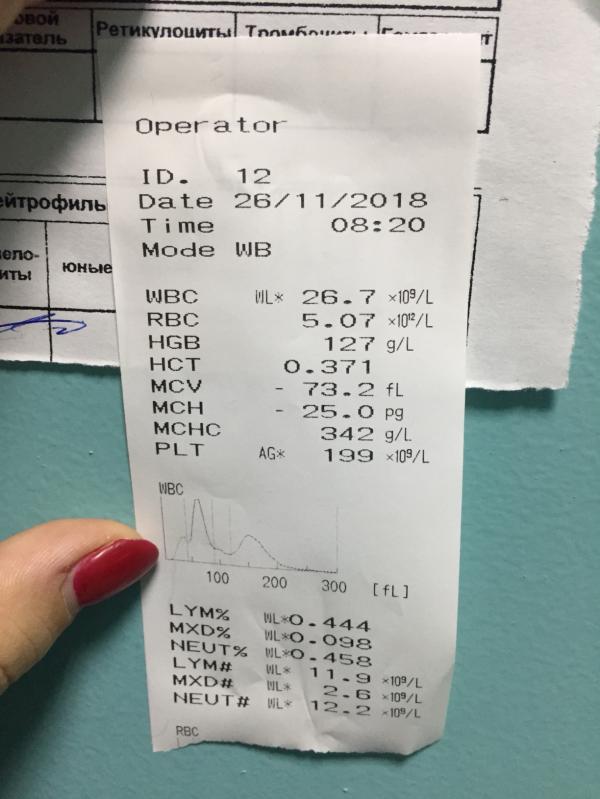 овой Ретикулоциты Тромбоциты
затель
Operator
ID. 12
Date 26/11/2018
Time 08:20
Mode WB
ейтрофиль
ело-
иты юные
WBC WL* 26.7 ×10⁹/L
RBC 5.07 ×10¹²/L
HGB 127 g/L
HCT 0.371
MCV - 73.2 fL
MCH - 25.0 pg
MCHC 342 g/L
PLT AG* 199 ×10⁹/L
WBC
100 200 300 [fL]
LYM% WL*0.444
MXD% WL*0.098
NEUT% WL*0.458
LYM# WL* 11.9 ×10⁹/L
MXD# WL* 2.6 ×10⁹/L
NEUT# WL* 12.2 ×10⁹/L
RBC